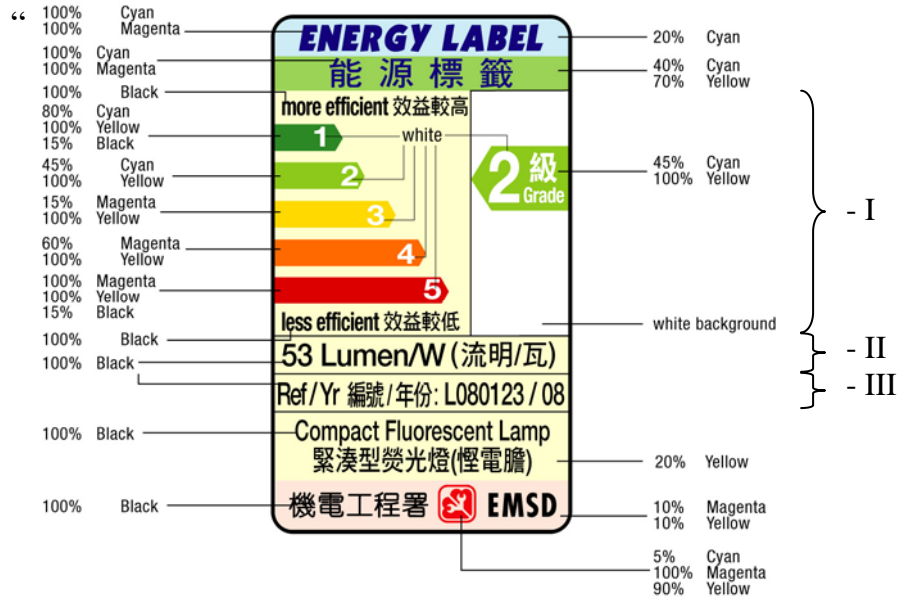 “
100% Cyan
100% Magenta
100% Cyan
100% Magenta
100% Black
80% Cyan
100% Yellow
15% Black
45% Cyan
100% Yellow
15% Magenta
100% Yellow
60% Magenta
100% Yellow
100% Magenta
100% Yellow
15% Black
100% Black
100% Black
100% Black
100% Black
ENERGY LABEL
能源標籤
more efficient 效益較高
1
white
2
3
4
5
less efficient 效益較低
2 級
Grade
53 Lumen/W (流明/瓦)
Ref / Yr 編號/年份: L080123 / 08
Compact Fluorescent Lamp
緊湊型熒光燈(慳電膽)
機電工程署 EMSD
20% Cyan
40% Cyan
70% Yellow
45% Cyan
100% Yellow
white background
20% Yellow
10% Magenta
10% Yellow
5% Cyan
100% Magenta
90% Yellow
- I
- II
- III